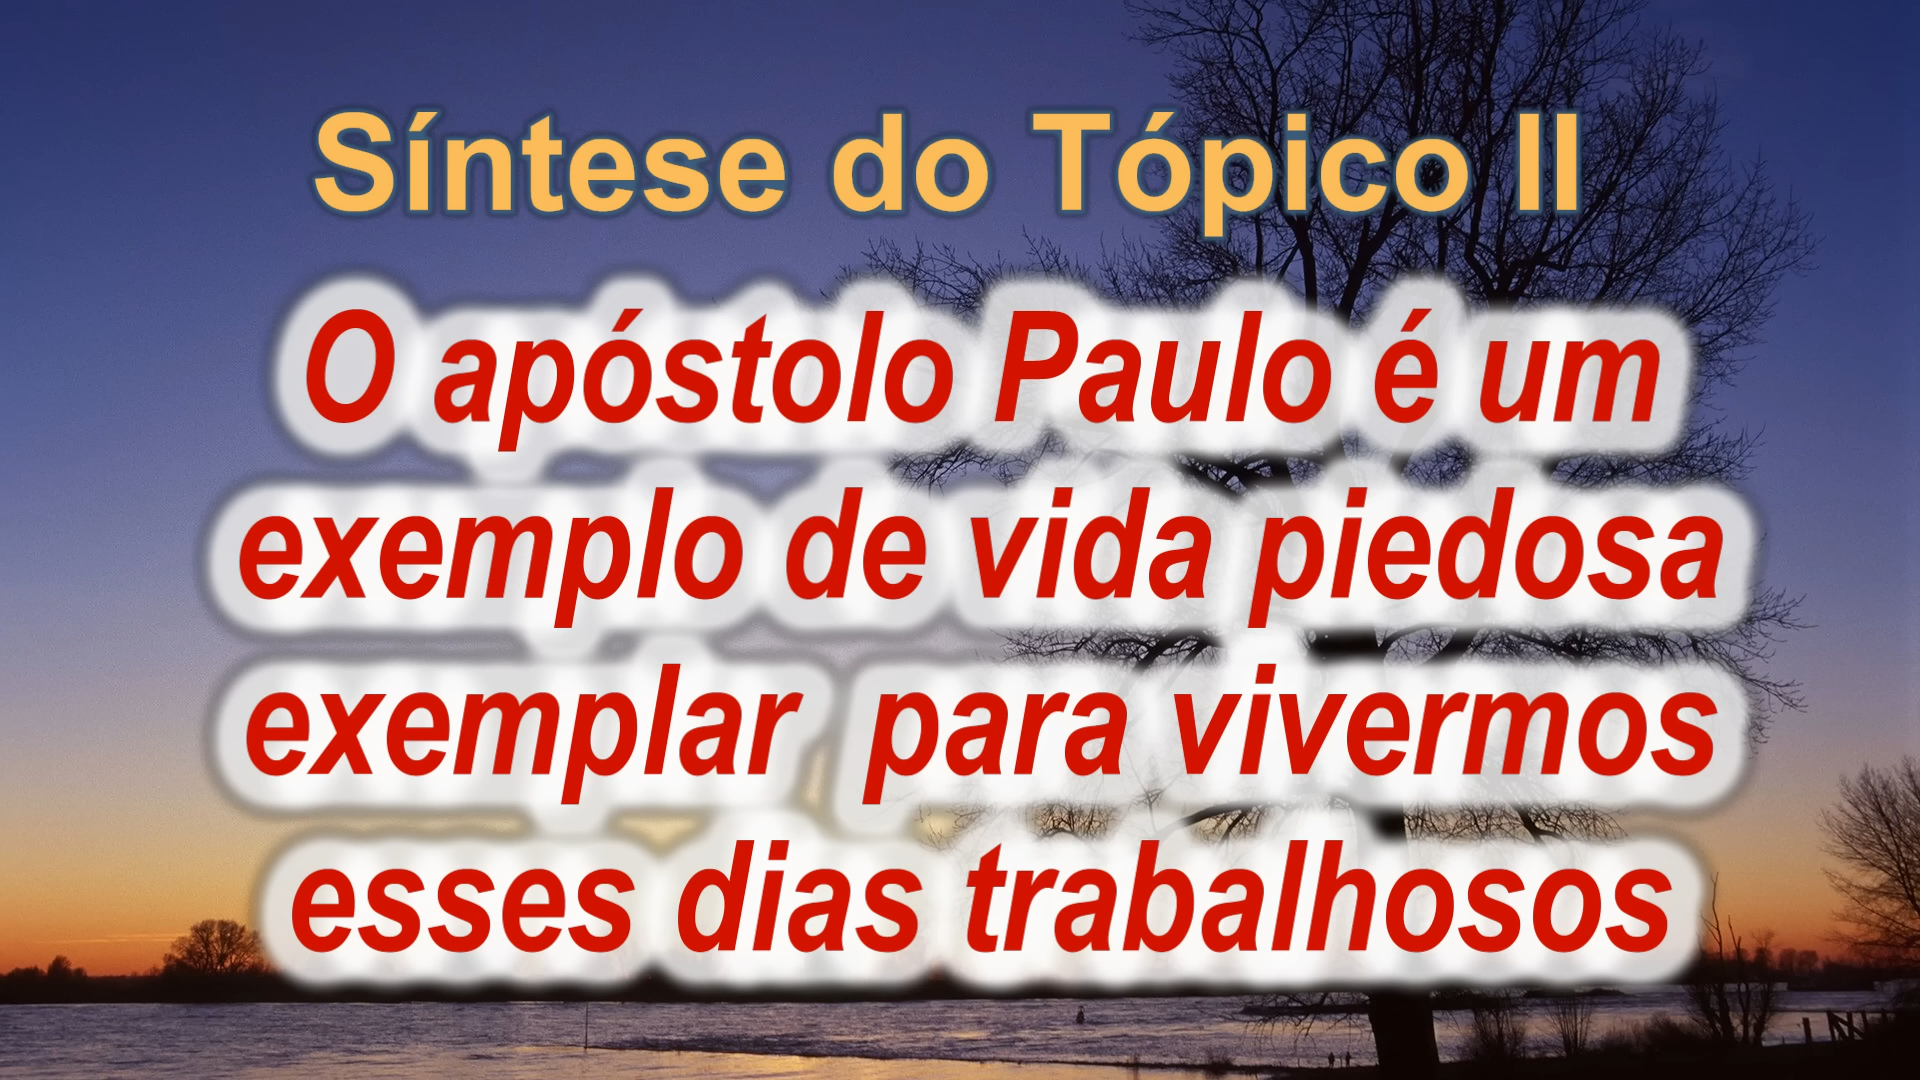 Síntese do Tópico II
O apóstolo Paulo é um
exemplo de vida piedosa
exemplar  para vivermos
esses dias trabalhosos